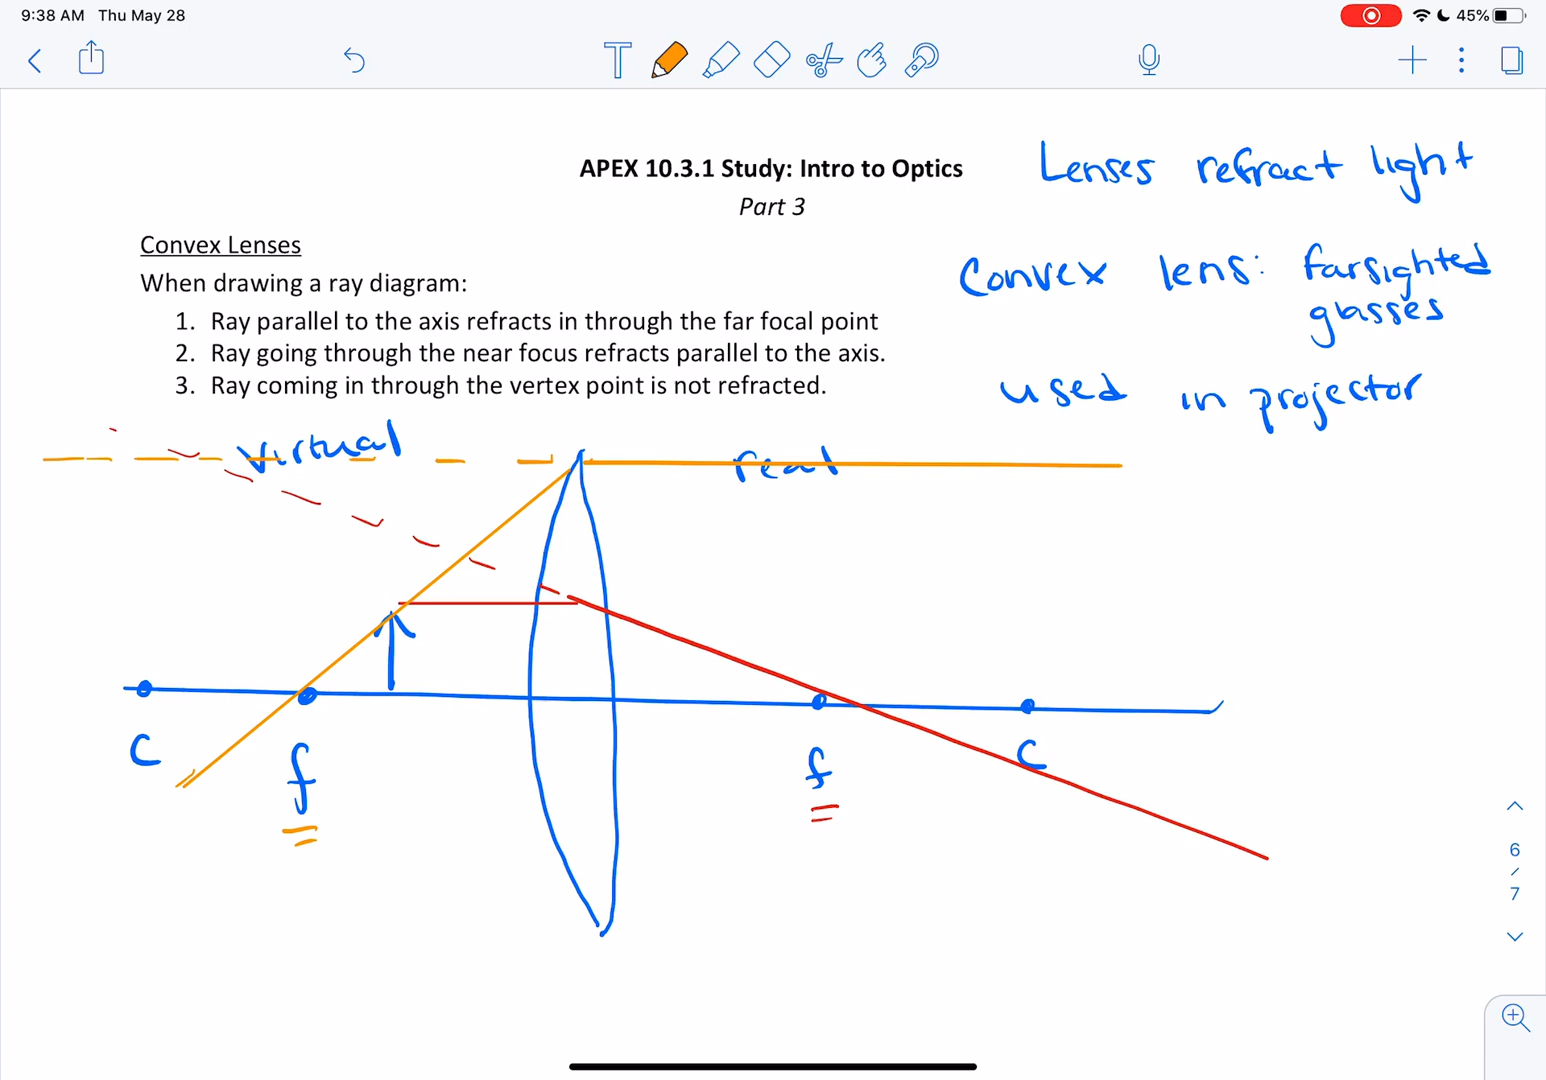 9:38 AM Thu May 28
45%
APEX 10.3.1 Study: Intro to Optics
Part 3
Lenses refract light
Convex Lenses
When drawing a ray diagram:
1. Ray parallel to the axis refracts in through the far focal point
2. Ray going through the near focus refracts parallel to the axis.
3. Ray coming in through the vertex point is not refracted.
Convex lens: farsighted
glasses
used in projector
virtual
real
C
f
f
C
6
/
7